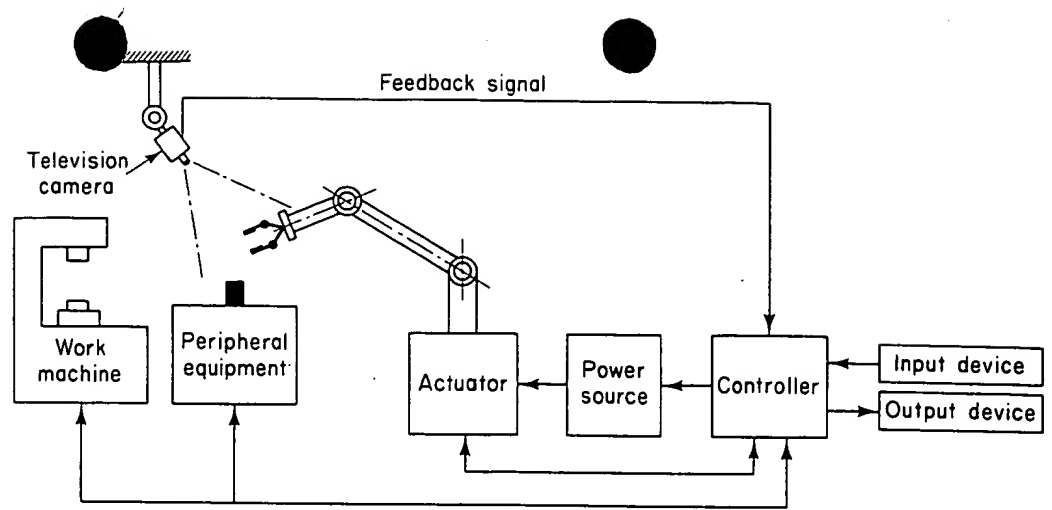 Feedback signal
Television
camera
Work
machine
Peripheral
equipment
Actuator
Power
source
Controller
Input device
Output device